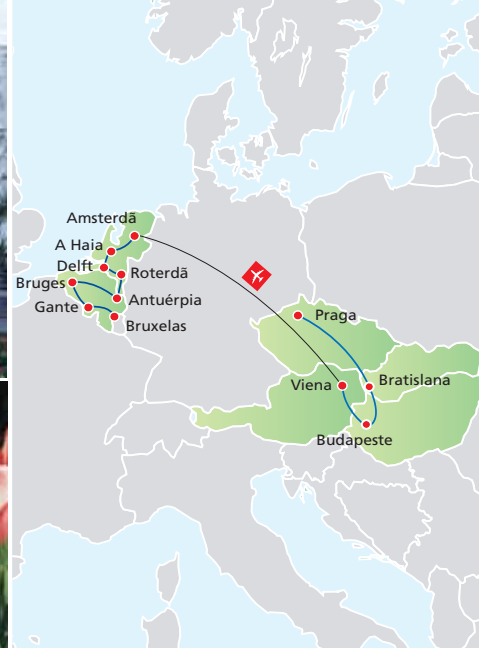 Amsterdã
A Haia
Delft
Roterdã
Bruges
Antuérpia
Gante
Bruxelas
Praga
Viena
Bratislana
Budapeste